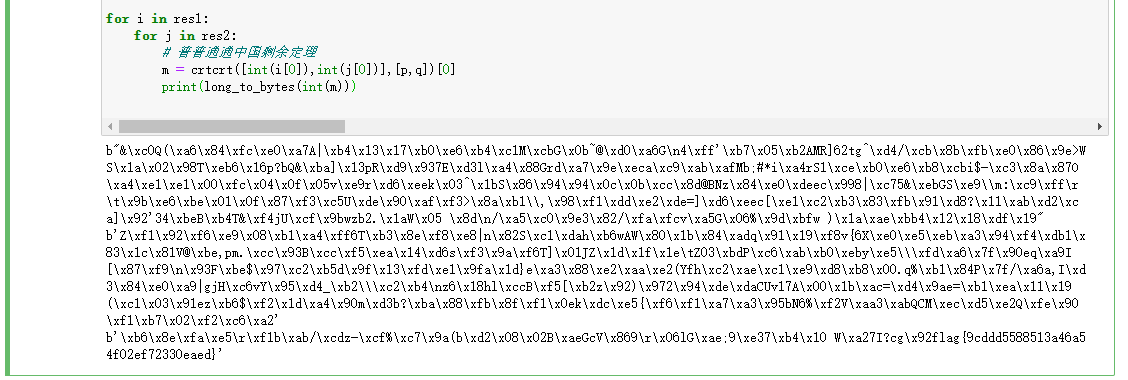 for i in res1:
    for j in res2:
        # 普普通通中国剩余定理
        m = crtcrt([int(i[0]),int(j[0])],[p,q])[0]
        print(long_to_bytes(int(m)))
b"&\xc0Q(\xa6\x84\xfc\xe0\xa7A|\xb4\x13\x17\xb0\xe6\xb4\xc1M\xcbG\x0b~@\xd0\xa6G\n4\xff'\xb7\x05\xb2AMR]62tg^\xd4/\xcb\x8b\xfb\xe0\x86\x9e>W
S\x1a\x02\x98T\xeb6\x16p?bQ&\xba]\x13pR\xd9\x937E\xd3l\xa4\x88Grd\xa7\x9e\xeca\xc9\xab\xafMb;#*i\xa4rSl\xce\xb0\xe6\xb8\xcbi$-\xc3\x8a\x870
\xa4\xe1\xe1\x00\xfc\x04\x0f\x05v\xe9r\xd6\xeek\x03^\x1bS\x86\x94\x94\x0c\x0b\xcc\x8d@BNz\x84\xe0\xdeec\x998|\xc75&\xebGS\xe9\\m:\xc9\xff\r
\t\x9b\xe6\xbe\x01\x0f\x87\xf3\xc5U\xde\x90\xaf\xf3>\x8a\xb1\\,\x98\xf1\xdd\xe2\xde=]\xd6\xeec[\xe1\xc2\xb3\x83\xfb\x91\xd8?\x11\xab\xd2\xc
a]\x92'34\xbeB\xb4T&\xf4jU\xcf\x9bwzb2.\x1aW\x05 \x8d\n/\xa5\xc0\x9e3\x82/\xfa\xfcv\xa5G\x06%\x9d\xbfw )\x1a\xae\xbb4\x12\x18\xdf\x19"
b'Z\xf1\x92\xf6\xe9\x08\xb1\xa4\xff6T\xb3\x8e\xf8\xe8|n\x82S\xc1\xdah\xb6wAW\x80\x1b\x84\xadq\x91\x19\xf8v{6X\xe0\xe5\xeb\xa3\x94\xf4\xdb1\x
83\x1c\x81V@\xbe,pm.\xcc\x93B\xcc\xf5\xea\x14\xd6s\xf3\x9a\xf6T]\x01JZ\x1d\x1f\x1e\tZ03\xbdP\xc6\xab\xb0\xeby\xe5\\\xfd\xa6\x7f\x90eq\xa9I
[\x87\xf9\n\x93F\xbe$\x97\xc2\xb5d\x9f\x13\xfd\xe1\x9fa\x1d}e\xa3\x88\xe2\xaa\xe2(Yfh\xc2\xae\xc1\xe9\xd8\xb8\x00.q%\xb1\x84P\x7f/\xa6a,I\xd
3\x84\xe0\xa9|gjH\xc6vY\x95\xd4_\xb2\\\xc2\xb4\nz6\x18hl\xccB\xf5[\xb2z\x92)\x972\x94\xde\xdaCUv17A\x00\x1b\xac=\xd4\x9ae=\xb1\xea\x11\x19
(\xc1\x03\x91ez\xb6$\xf2\x1d\xa4\x90m\xd3b?\xba\x88\xfb\x8f\xf1\x0ek\xdc\xe5{\xf6\xf1\xa7\xa3\x95bN6%\xf2V\xaa3\xabQCM\xec\xd5\xe2Q\xfe\x90
\xf1\xb7\x02\xf2\xc6\xa2'
b'\xb6\x8e\xfa\xe5\r\xf1b\xab/\xcdz-\xcf%\xc7\x9a(b\xd2\x08\x02B\xaeGcV\x869\r\x06lG\xae;9\xe37\xb4\x10 W\xa27I?cg\x92flag{9cddd5588513a46a5
4f02ef72330eaed}'